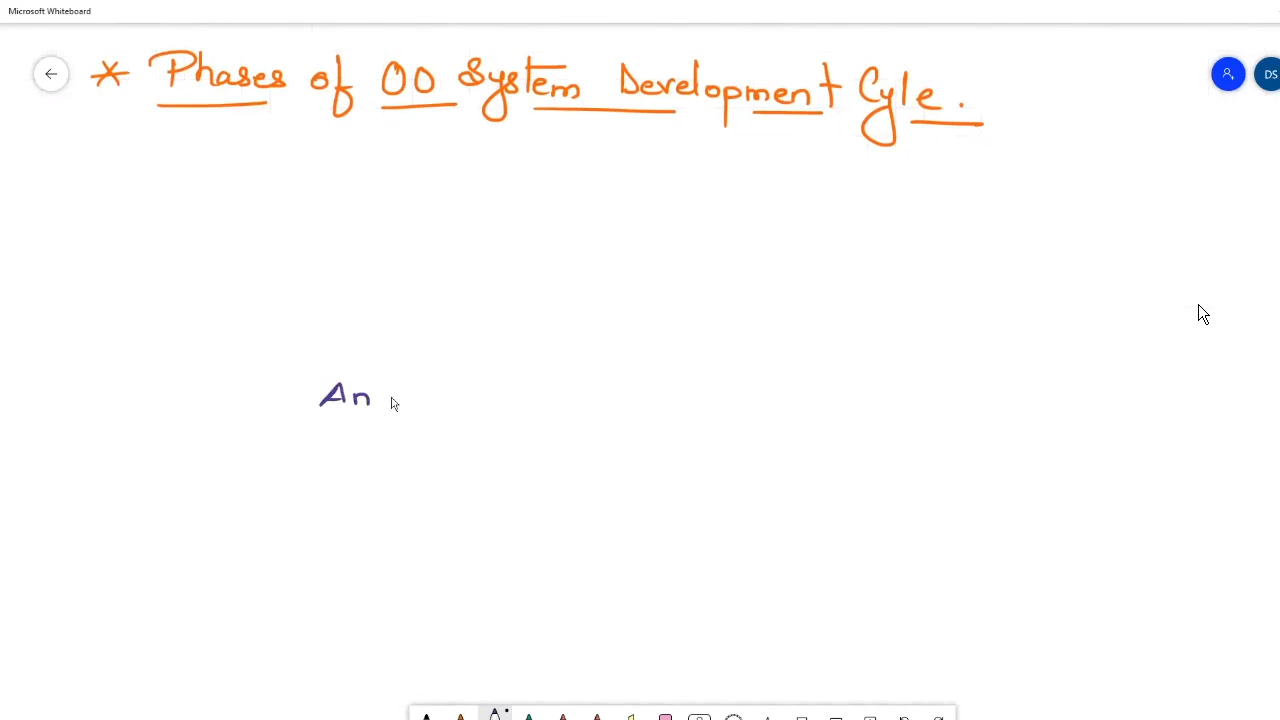 Microsoft Whiteboard
* Phases of OO System Development Cyle.
DS
An